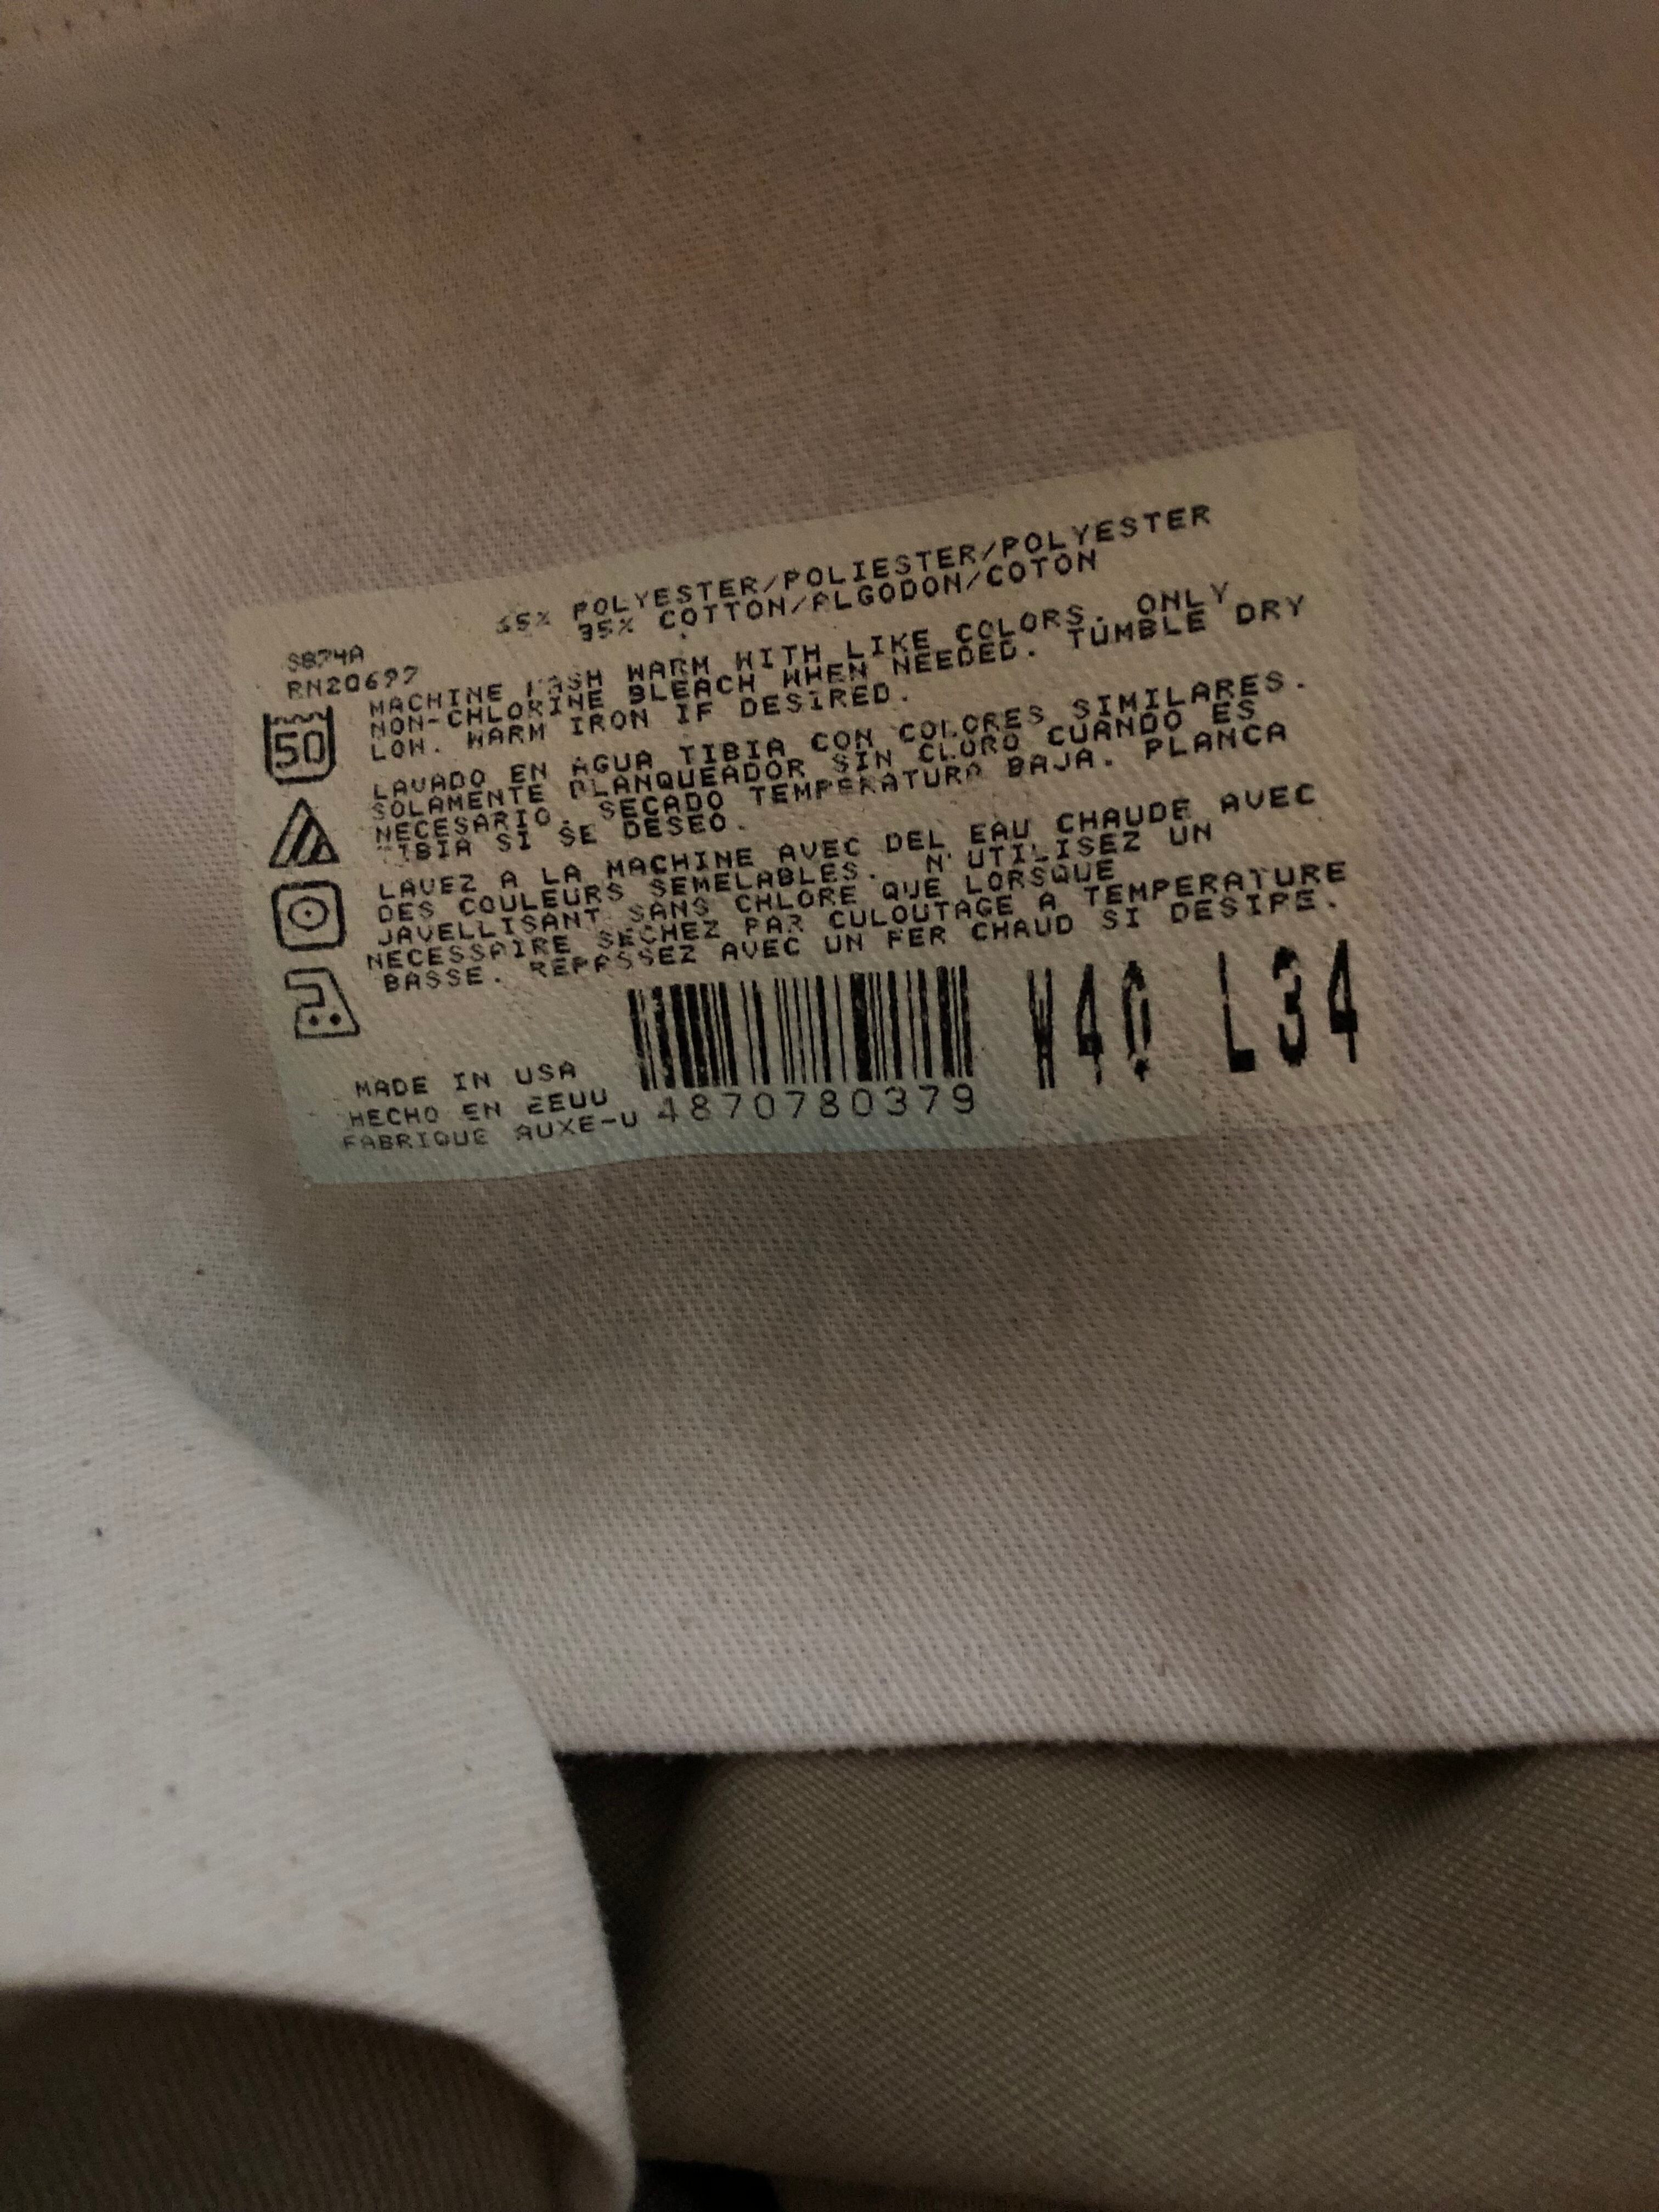 65% POLYESTER/POLIESTER/POLYESTER
35% COTTON/ALGODON/COTON
S874A
RN20697
MACHINE WASH WARM WITH LIKE COLORS. ONLY
NON-CHLORINE BLEACH WHEN NEEDED. TUMBLE DRY
LOW. WARM IRON IF DESIRED.
50
LAVADO EN AGUA TIBIA CON COLORES SIMILARES.
SOLAMENTE BLANQUEADOR SIN CLORO CUANDO ES
NECESARIO. SECADO TEMPERATURA BAJA. PLANCA
TIBIA SI SE DESEO.
LAVEZ A LA MACHINE AVEC DEL EAU CHAUDE AVEC
DES COULEURS SEMELABLES. N'UTILISEZ UN
JAVELLISANT SANS CHLORE QUE LORSQUE
NECESSAIRE SECHEZ PAR CULOUTAGE A TEMPERATURE
BASSE. REPASSEZ AVEC UN FER CHAUD SI DESIRE.
W40 L34
MADE IN USA
HECHO EN EEUU
FABRIQUE AUXE-U 4870780379